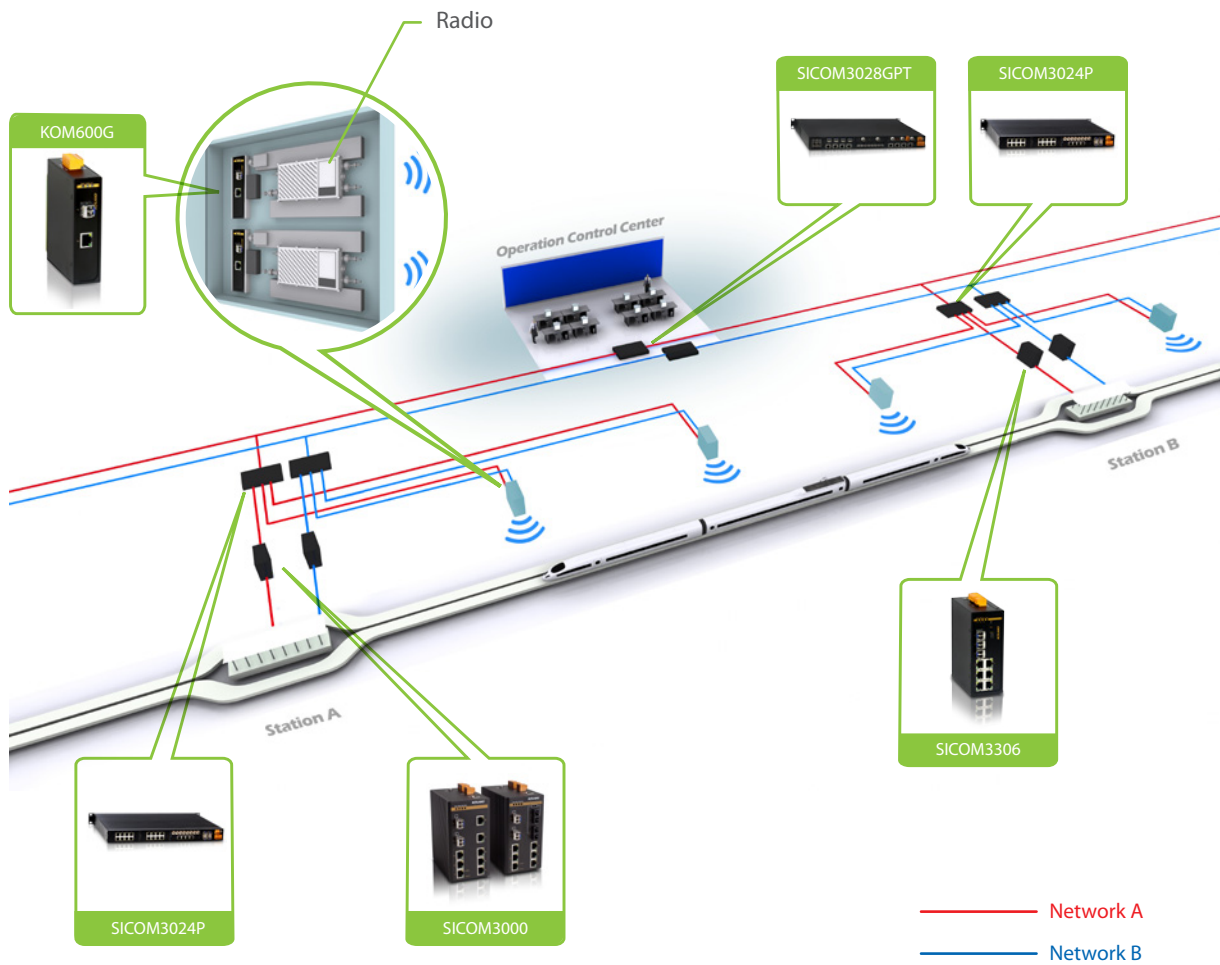 Radio
SICOM3028GPT
SICOM3024P
KOM600G
Operation Control Center
Station B
Station A
SICOM3306
SICOM3024P
SICOM3000
Network A
Network B